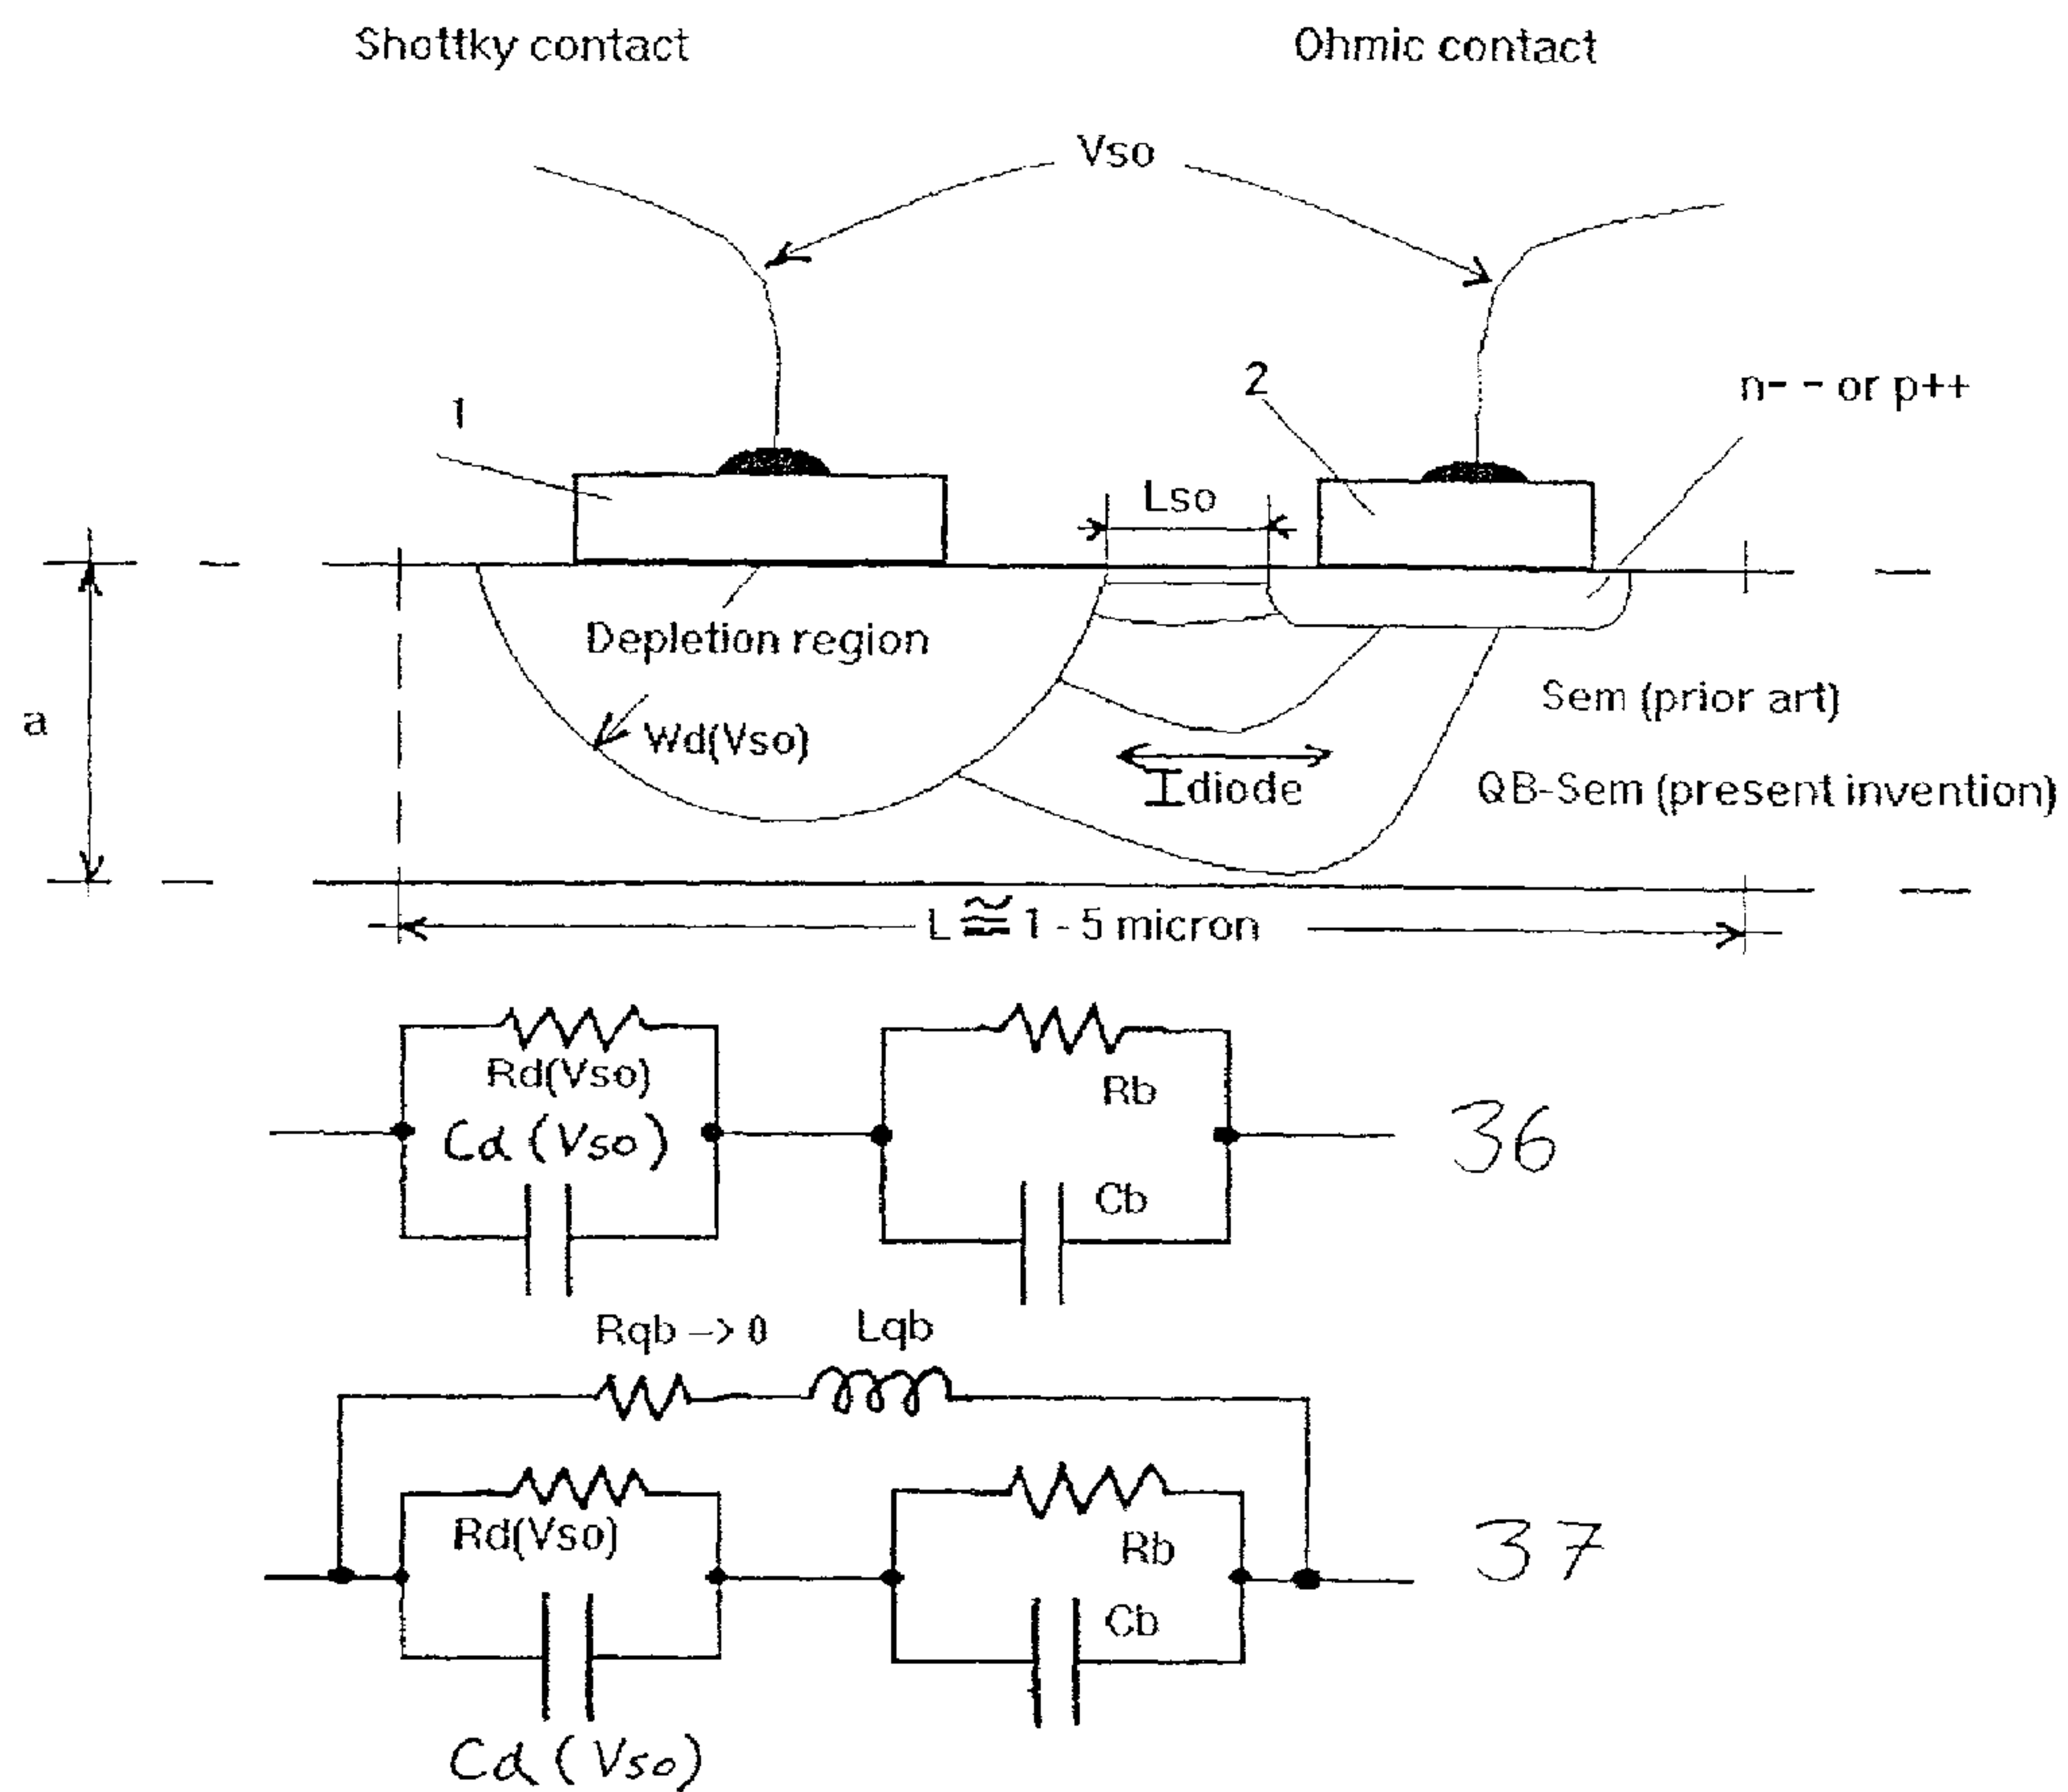 Shottky contact
Ohmic contact
Vso
1
2
n- - or p++
Lso
Depletion region
a
Wd(Vso)
Sem (prior art)
Idiode
QB-Sem (present invention)
L ≅ 1 - 5 micron
Rd(Vso)
Rb
Cd (Vso)
36
Cb
Rqb -> 0
Lqb
Rd(Vso)
Rb
37
Cb
Cd (Vso)